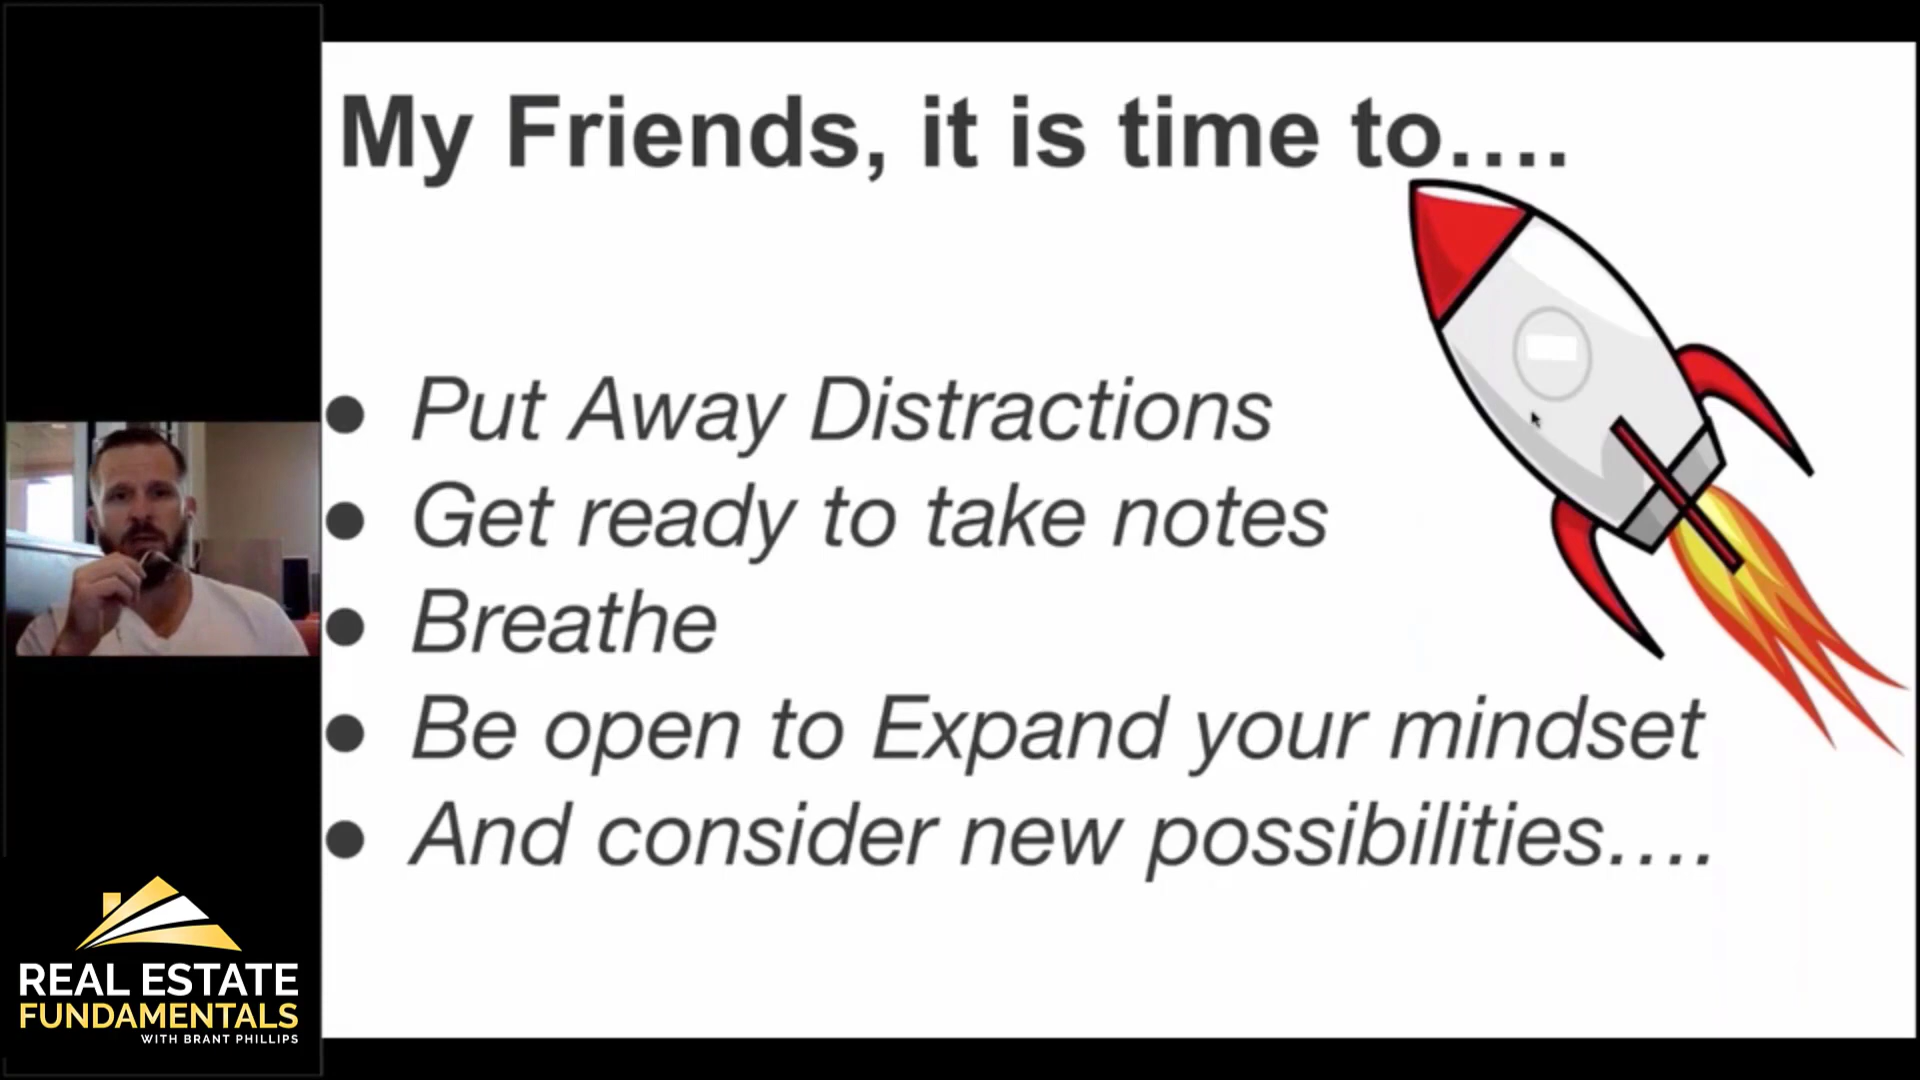 My Friends, it is time to....
● Put Away Distractions
● Get ready to take notes
● Breathe
● Be open to Expand your mindset
● And consider new possibilities....
REAL ESTATE
FUNDAMENTALS
WITH BRANT PHILLIPS